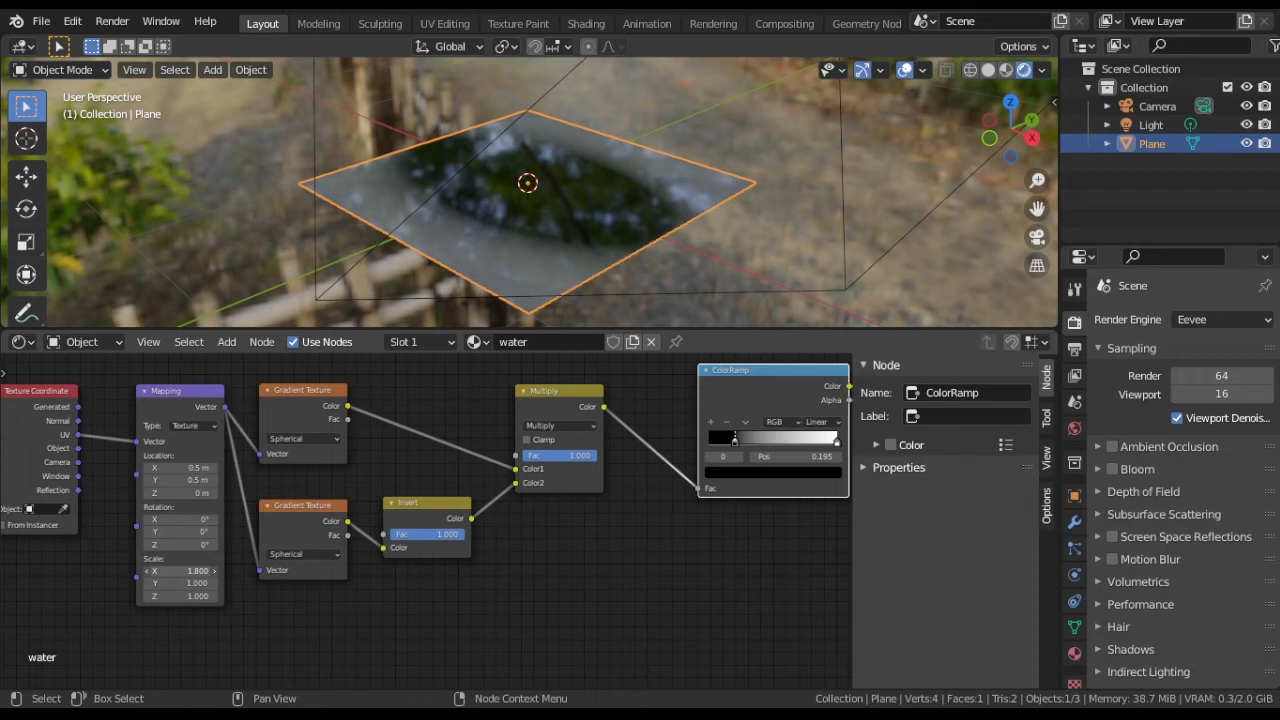 File Edit Render Window Help Layout Modeling Sculpting UV Editing Texture Paint Shading Animation Rendering Compositing Geometry Nod Scene View Layer
Global Options
Object Mode View Select Add Object
User Perspective
(1) Collection | Plane
Z
Y
X
Scene Collection
Collection
Camera
Light
Plane
Scene
Render Engine Eevee
Sampling
Render 64
Viewport 16
Viewport Denois..
Ambient Occlusion
Bloom
Depth of Field
Subsurface Scattering
Screen Space Reflections
Motion Blur
Volumetrics
Performance
Hair
Shadows
Indirect Lighting
Object View Select Add Node Use Nodes Slot 1 water
Texture Coordinate
Generated
Normal
UV
Object
Camera
Window
Reflection
Object:
From Instancer
Mapping
Vector
Type: Texture
Vector
Location:
X 0.5 m
Y 0.5 m
Z 0 m
Rotation:
X 0°
Y 0°
Z 0°
Scale:
X 1.800
Y 1.000
Z 1.000
Gradient Texture
Color
Fac
Spherical
Vector
Gradient Texture
Color
Fac
Spherical
Vector
Invert
Color
Fac 1.000
Color
Multiply
Color
Multiply
Clamp
Fac 1.000
Color1
Color2
ColorRamp
Color
Alpha
RGB Linear
0 Pos 0.195
Fac
Node
Name: ColorRamp
Label:
Color
Properties
Node
Tool
View
Options
water
Select Box Select Pan View Node Context Menu Collection | Plane | Verts:4 | Faces:1 | Tris:2 | Objects:1/3 | Memory: 38.7 MiB | VRAM: 0.3/2.0 GiB